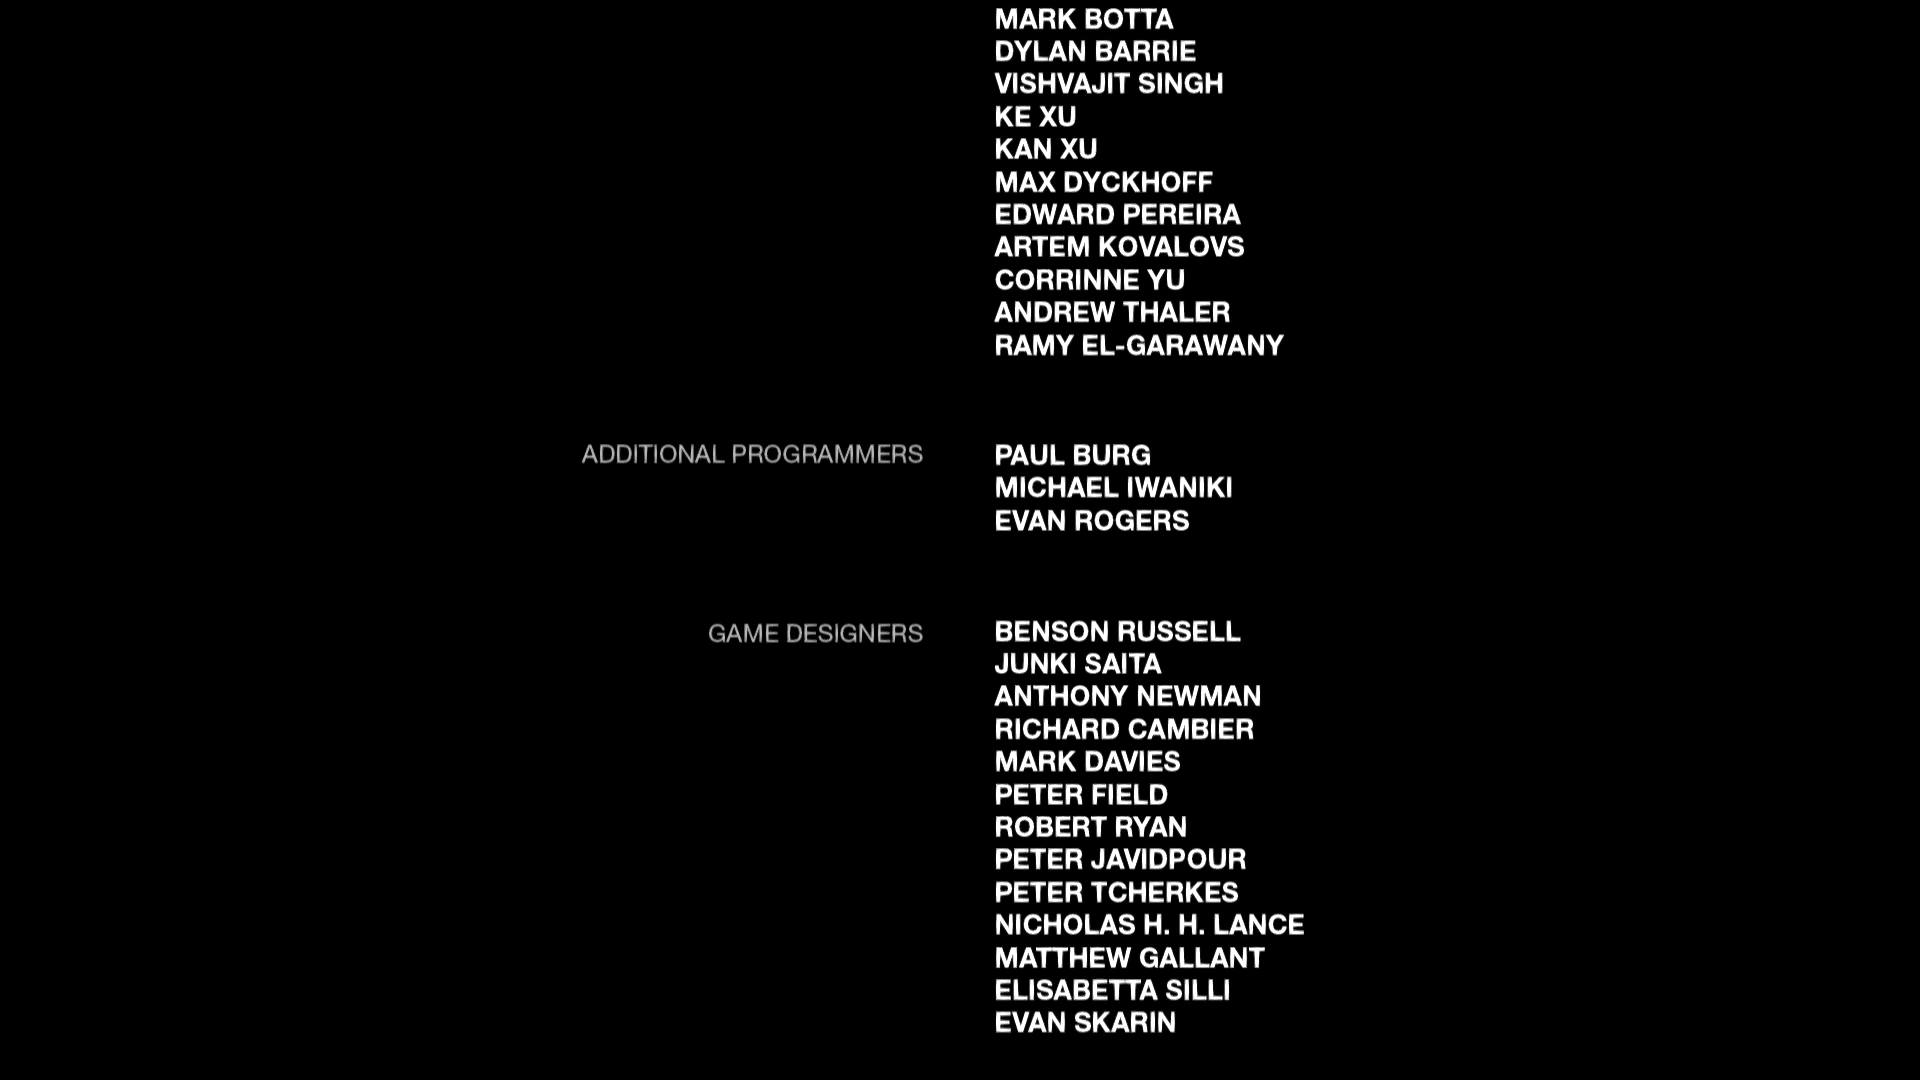 MARK BOTTA
DYLAN BARRIE
VISHVAJIT SINGH
KE XU
KAN XU
MAX DYCKHOFF
EDWARD PEREIRA
ARTEM KOVALOVS
CORRINNE YU
ANDREW THALER
RAMY EL-GARAWANY
ADDITIONAL PROGRAMMERS PAUL BURG
MICHAEL IWANIKI
EVAN ROGERS
GAME DESIGNERS BENSON RUSSELL
JUNKI SAITA
ANTHONY NEWMAN
RICHARD CAMBIER
MARK DAVIES
PETER FIELD
ROBERT RYAN
PETER JAVIDPOUR
PETER TCHERKES
NICHOLAS H. H. LANCE
MATTHEW GALLANT
ELISABETTA SILLI
EVAN SKARIN